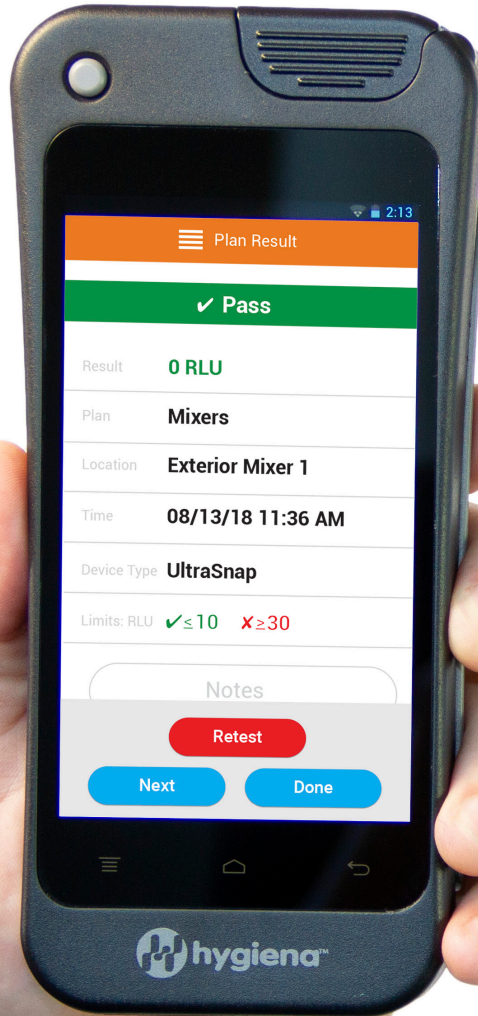 2:13
Plan Result
✔ Pass
Result 0 RLU
Plan Mixers
Location Exterior Mixer 1
Time 08/13/18 11:36 AM
Device Type UltraSnap
Limits: RLU ✔≤10 ✘≥30
Notes
Retest
Next Done
hygiena™